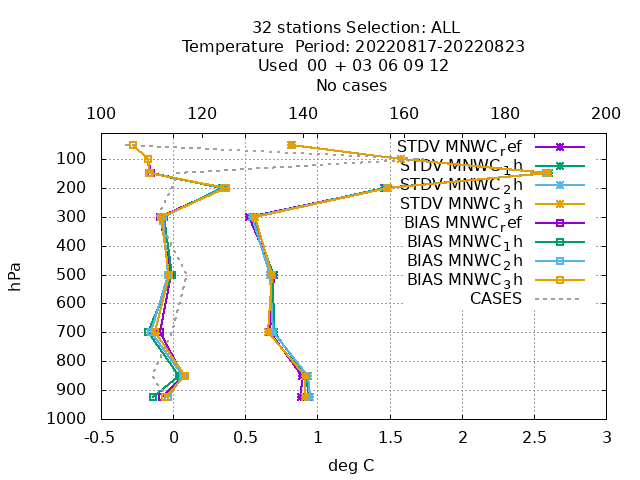 32 stations Selection: ALL
Temperature  Period: 20220817-20220823
Used  00 + 03 06 09 12
No cases
100 120 140 160 180 200
STDV MNWC_ref
100
STDV MNWC_1h
STDV MNWC_2h
200
STDV MNWC_3h
300
BIAS MNWC_ref
400
BIAS MNWC_1h
BIAS MNWC_2h
hPa
500
BIAS MNWC_3h
CASES
600
700
800
900
1000
-0.5 0 0.5 1 1.5 2 2.5 3
deg C